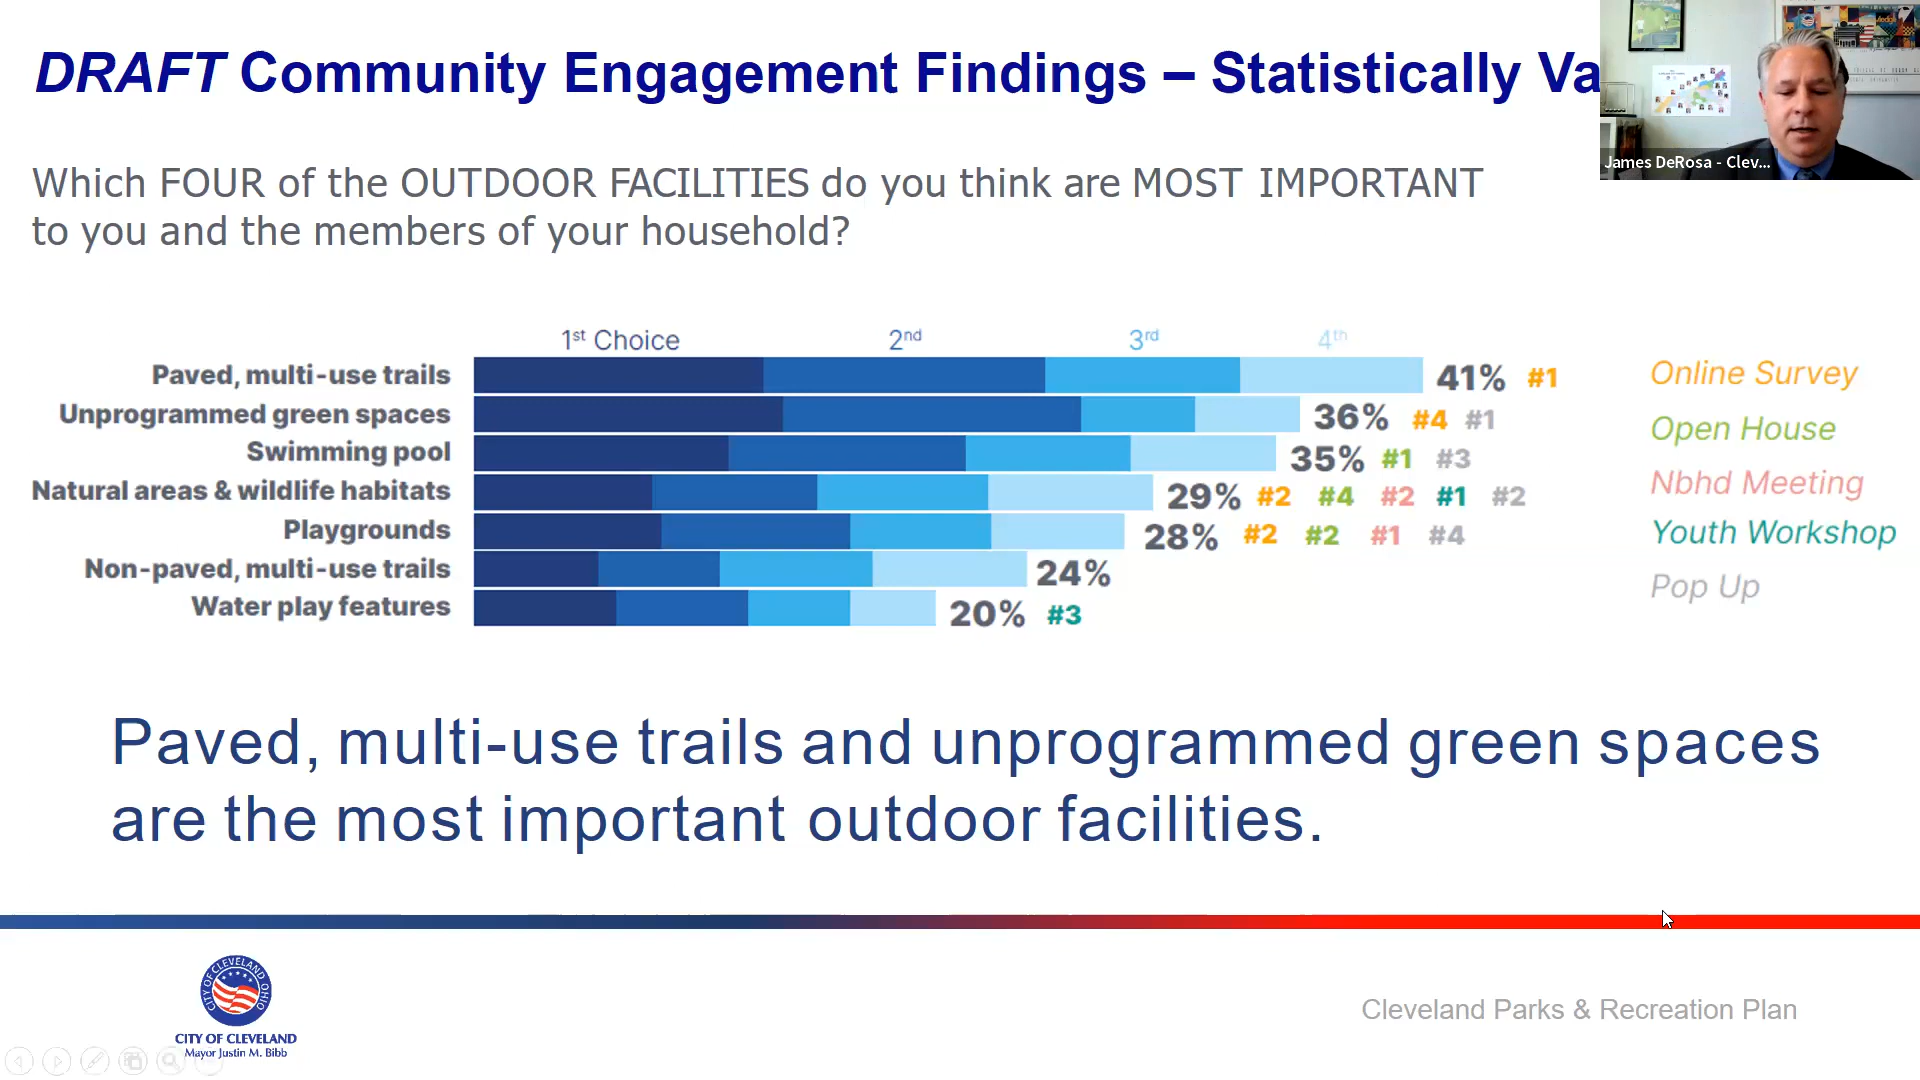 DRAFT Community Engagement Findings – Statistically Va
James DeRosa - Clev...
Which FOUR of the OUTDOOR FACILITIES do you think are MOST IMPORTANT
to you and the members of your household?
1st Choice 2nd 3rd 4th
Paved, multi-use trails 41% #1
Unprogrammed green spaces 36% #4 #1
Swimming pool 35% #1 #3
Natural areas & wildlife habitats 29% #2 #4 #2 #1 #2
Playgrounds 28% #2 #2 #1 #4
Non-paved, multi-use trails 24%
Water play features 20% #3
Online Survey
Open House
Nbhd Meeting
Youth Workshop
Pop Up
Paved, multi-use trails and unprogrammed green spaces
are the most important outdoor facilities.
CITY OF CLEVELAND OHIO
CITY OF CLEVELAND
Mayor Justin M. Bibb
Cleveland Parks & Recreation Plan